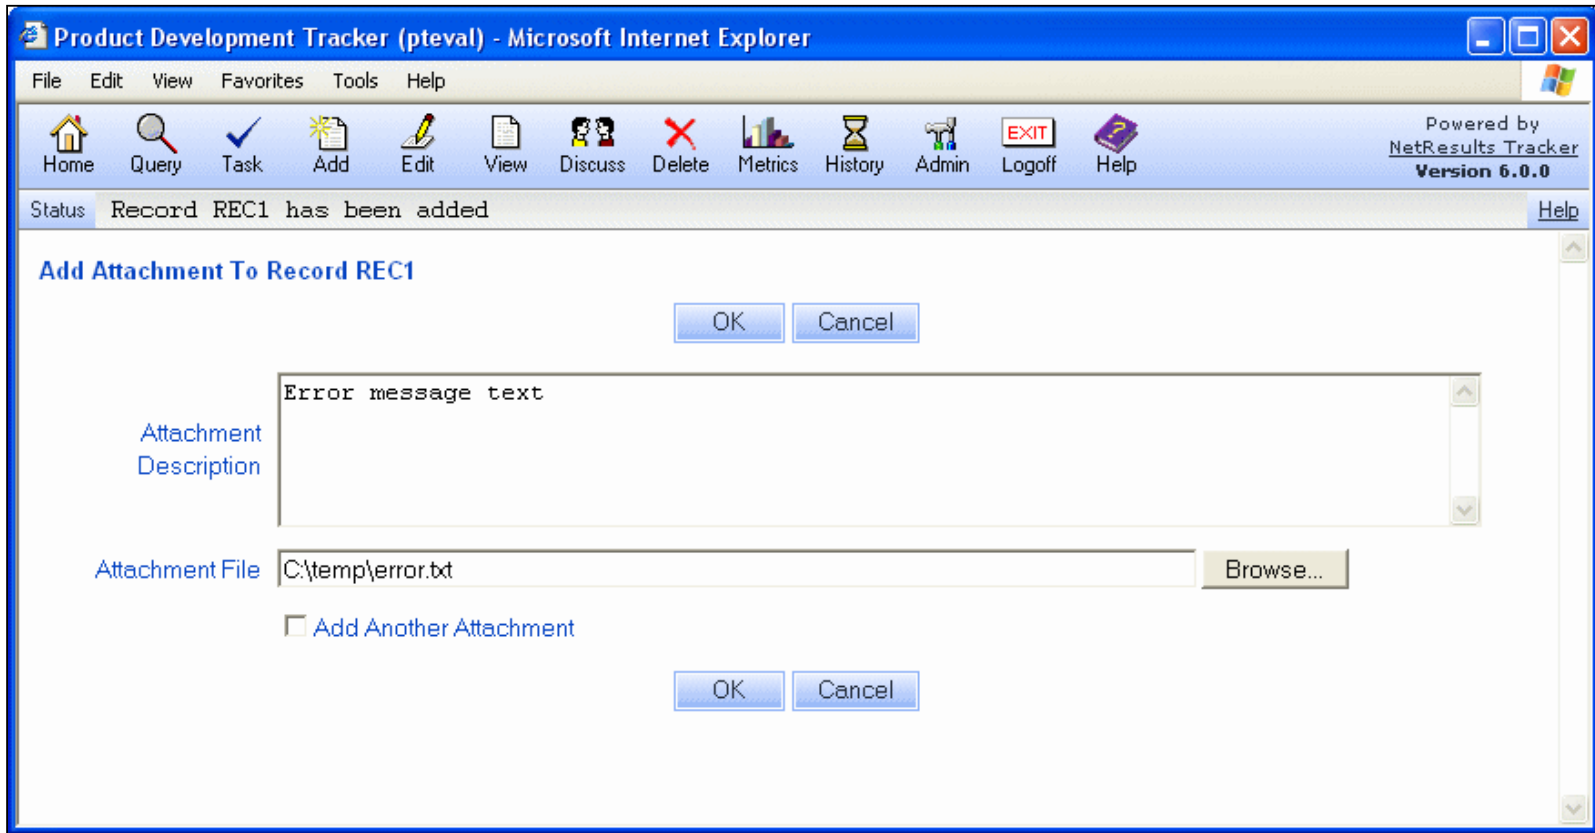 Product Development Tracker (pteval) - Microsoft Internet Explorer
File Edit View Favorites Tools Help
Home Query Task Add Edit View Discuss Delete Metrics History Admin EXIT Logoff ? Help
Powered by
NetResults Tracker
Version 6.0.0
Status Record REC1 has been added Help
Add Attachment To Record REC1
OK Cancel
Attachment
Description
Error message text
Attachment File C:\temp\error.txt Browse...
Add Another Attachment
OK Cancel